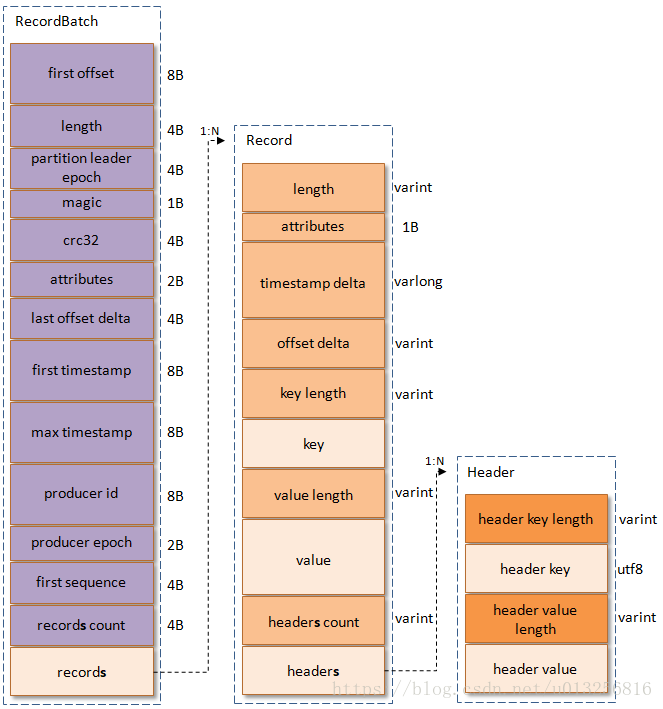 RecordBatch
first offset
8B
length
4B
partition leader
epoch
4B
magic
1B
crc32
4B
attributes
2B
last offset delta
4B
first timestamp
8B
max timestamp
8B
producer id
8B
producer epoch
2B
first sequence
4B
records count
4B
records
1:N
Record
length
varint
attributes
1B
timestamp delta
varlong
offset delta
varint
key length
varint
key
value length
varint
value
headers count
varint
headers
1:N
Header
header key length
varint
header key
utf8
header value
length
varint
header value
https://blog.csdn.net/u013256816